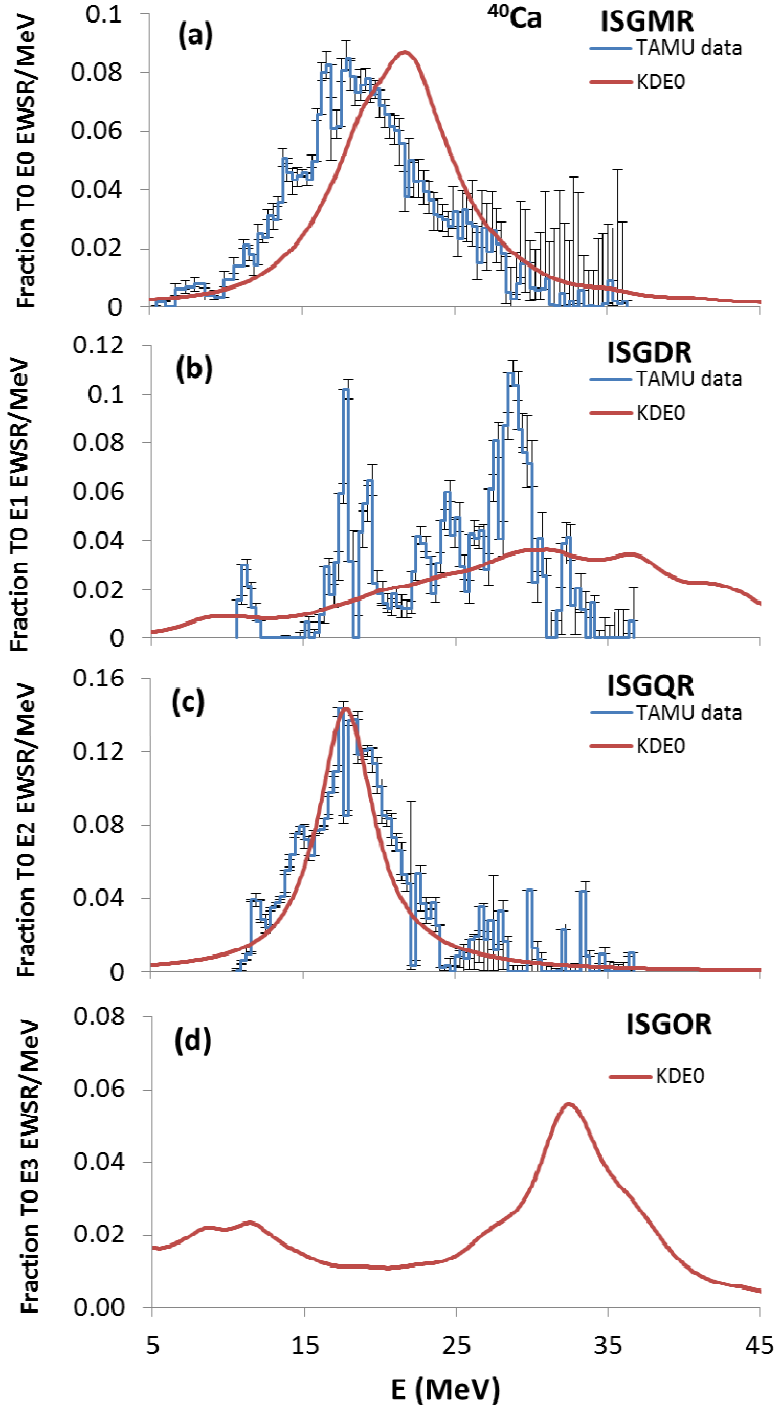 ⁴⁰Ca
(a)
ISGMR
TAMU data
KDE0
Fraction T0 E0 EWSR/MeV
0.1
0.08
0.06
0.04
0.02
0
(b)
ISGDR
TAMU data
KDE0
Fraction T0 E1 EWSR/MeV
0.12
0.1
0.08
0.06
0.04
0.02
0
(c)
ISGQR
TAMU data
KDE0
Fraction T0 E2 EWSR/MeV
0.16
0.12
0.08
0.04
0
(d)
ISGOR
KDE0
Fraction T0 E3 EWSR/MeV
0.08
0.06
0.04
0.02
0.00
5 15 25 35 45
E (MeV)